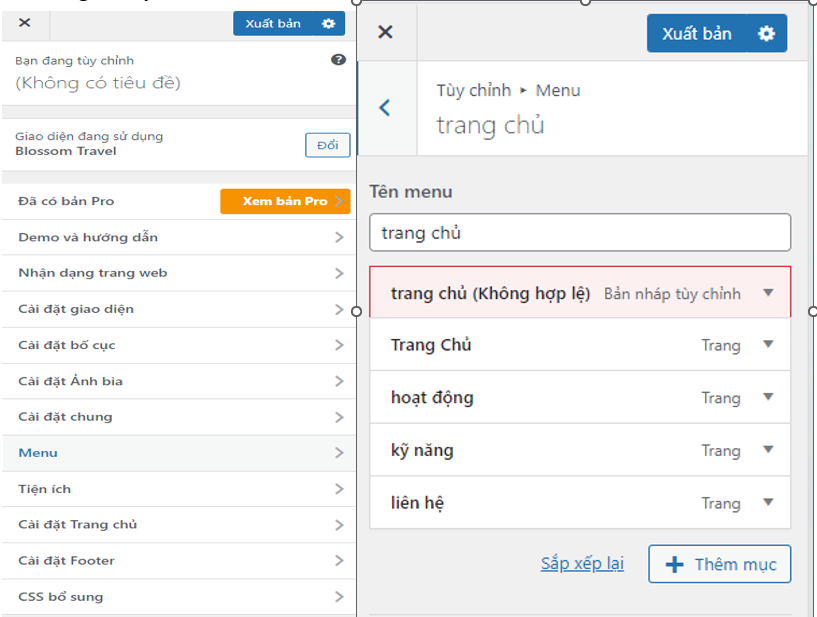 Xuất bản
Bạn đang tùy chỉnh
(Không có tiêu đề)
Giao diện đang sử dụng
Blossom Travel
Đổi
Đã có bản Pro
Xem bản Pro
Demo và hướng dẫn
Nhận dạng trang web
Cài đặt giao diện
Cài đặt bố cục
Cài đặt Ảnh bìa
Cài đặt chung
Menu
Tiện ích
Cài đặt Trang chủ
Cài đặt Footer
CSS bổ sung
Xuất bản
Tùy chỉnh ▸ Menu
trang chủ
Tên menu
trang chủ
trang chủ (Không hợp lệ) Bản nháp tùy chỉnh
Trang Chủ Trang
hoạt động Trang
kỹ năng Trang
liên hệ Trang
Sắp xếp lại
Thêm mục